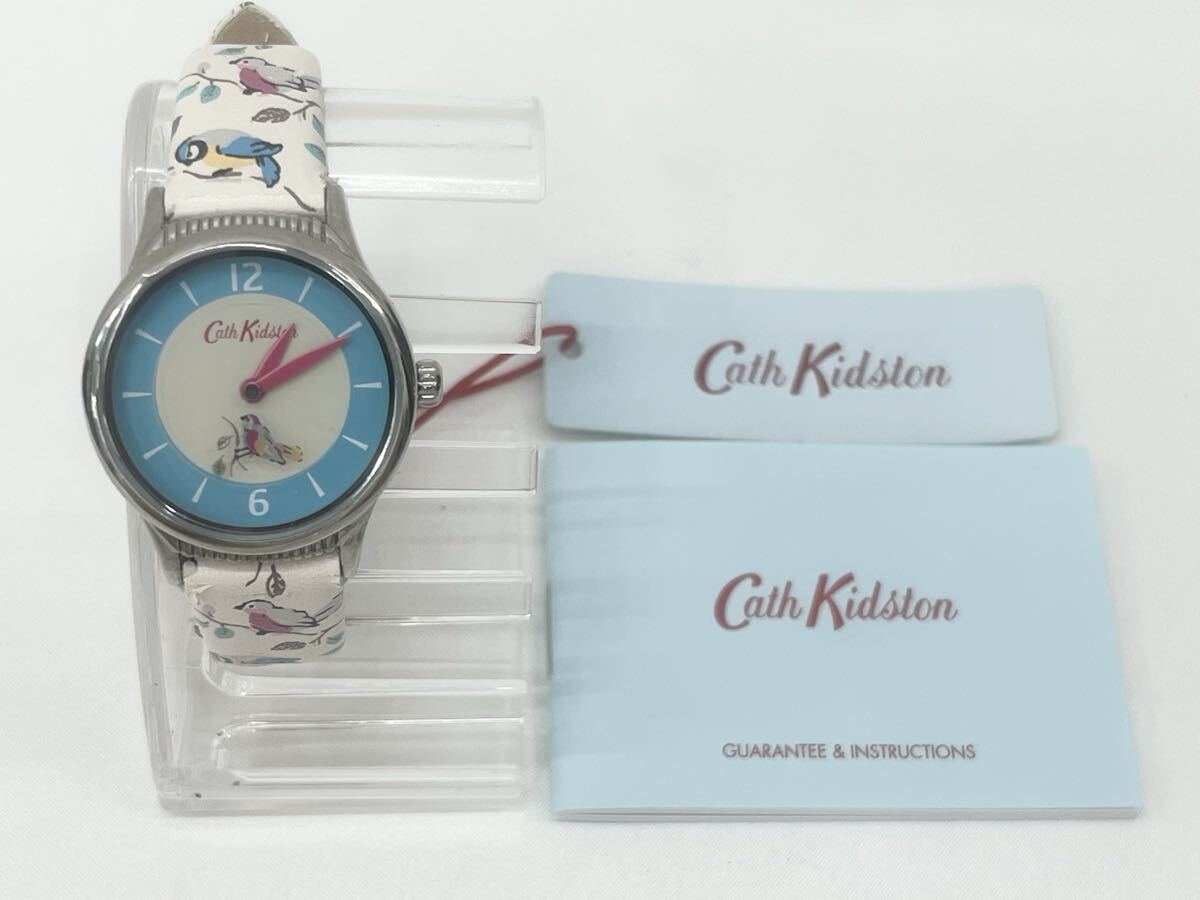 12
Cath Kidston
6
Cath Kidston
Cath Kidston
GUARANTEE & INSTRUCTIONS